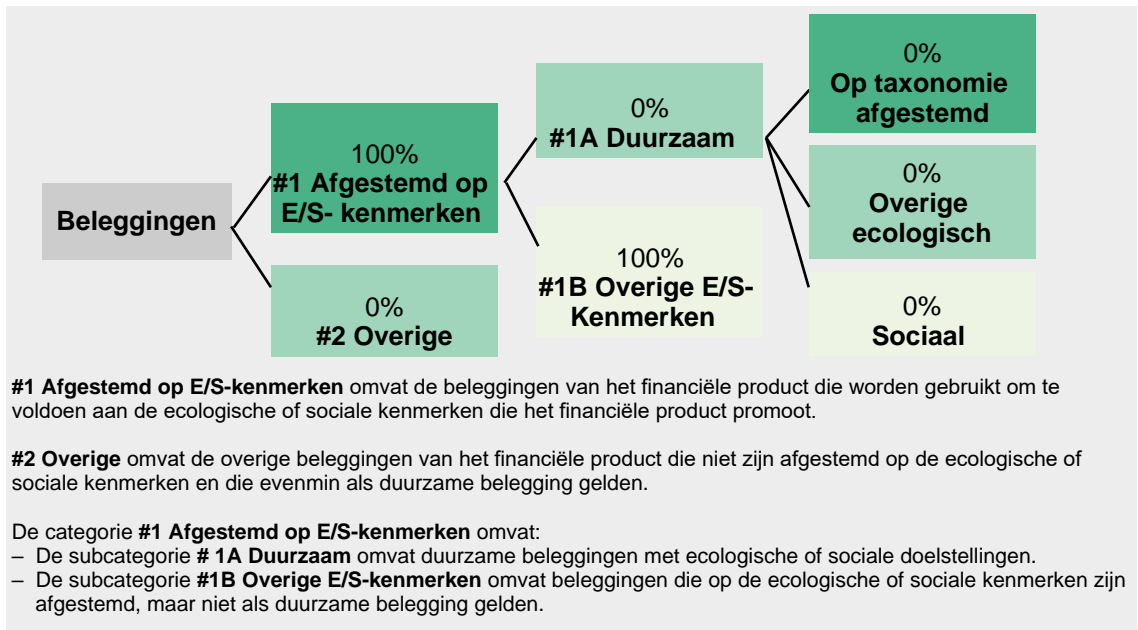 Beleggingen
100%
#1 Afgestemd op
E/S- kenmerken
0%
#2 Overige
0%
#1A Duurzaam
100%
#1B Overige E/S-
Kenmerken
0%
Op taxonomie
afgestemd
0%
Overige
ecologisch
0%
Sociaal
#1 Afgestemd op E/S-kenmerken omvat de beleggingen van het financiële product die worden gebruikt om te
voldoen aan de ecologische of sociale kenmerken die het financiële product promoot.
#2 Overige omvat de overige beleggingen van het financiële product die niet zijn afgestemd op de ecologische of
sociale kenmerken en die evenmin als duurzame belegging gelden.
De categorie #1 Afgestemd op E/S-kenmerken omvat:
– De subcategorie # 1A Duurzaam omvat duurzame beleggingen met ecologische of sociale doelstellingen.
– De subcategorie #1B Overige E/S-kenmerken omvat beleggingen die op de ecologische of sociale kenmerken zijn
afgestemd, maar niet als duurzame belegging gelden.